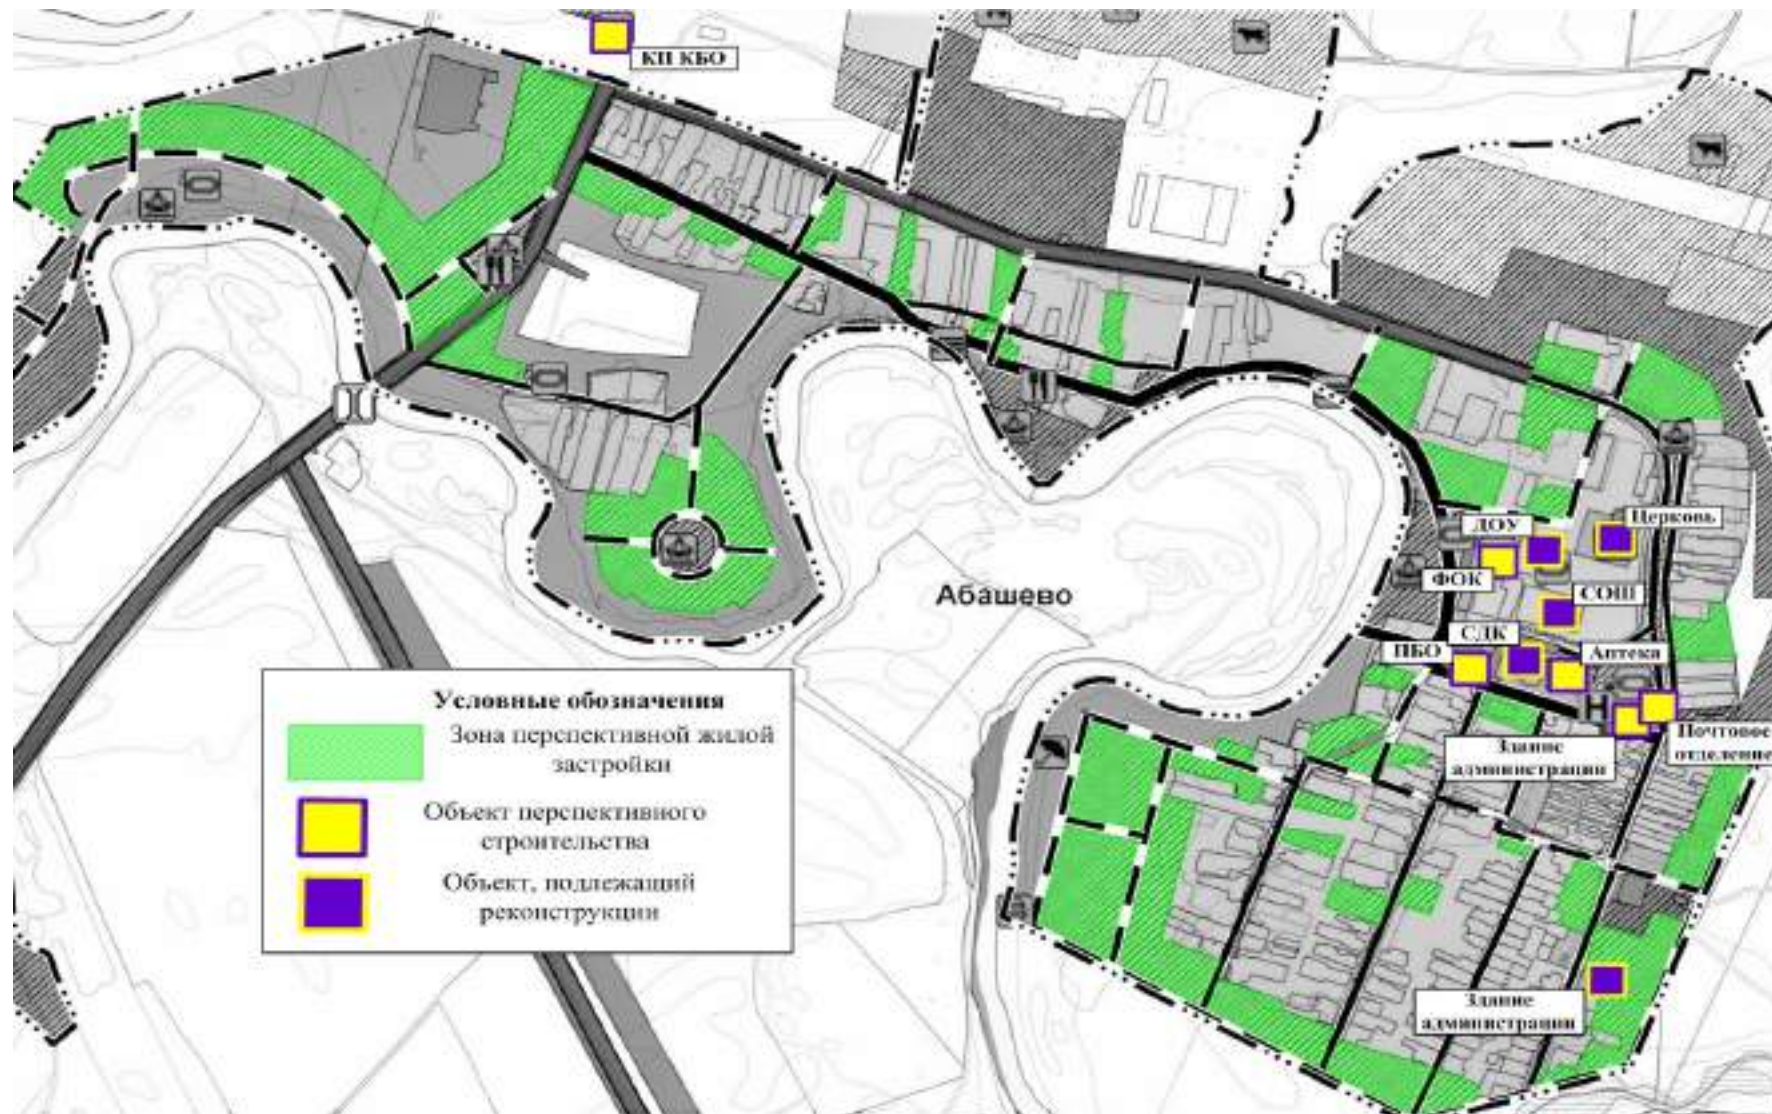 КП КБО
ДОУ
Церковь
ФОК
СОШ
Абашево
СДК
ПБО
Аптека
Условные обозначения
Зона перспективной жилой
застройки
Объект перспективного
строительства
Объект, подлежащий
реконструкции
Здание
администрации
Почтовое
отделение
Здание
администрации